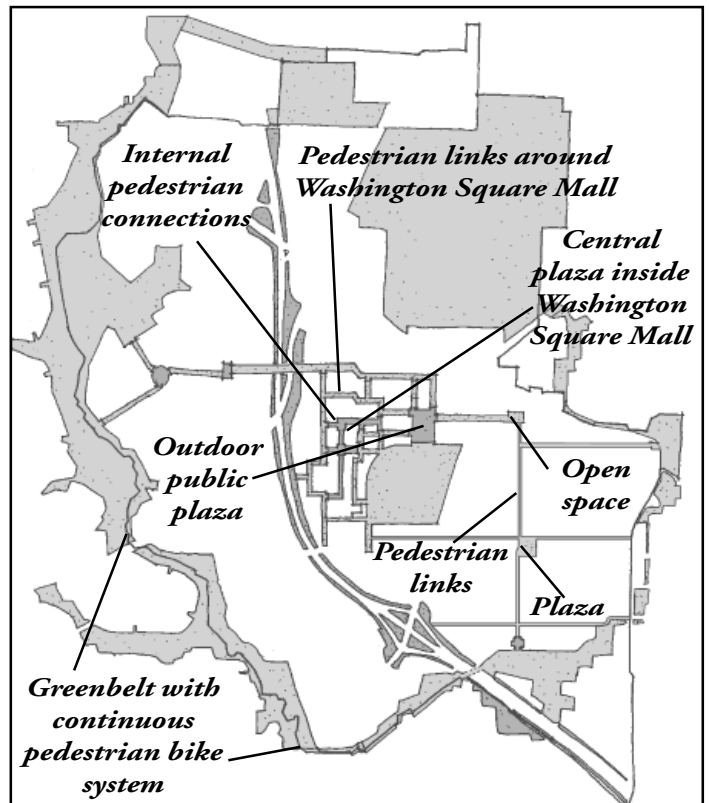 Internal
pedestrian
connections
Pedestrian links around
Washington Square Mall
Central
plaza inside
Washington
Square Mall
Outdoor
public
plaza
Open
space
Pedestrian
links
Plaza
Greenbelt with
continuous
pedestrian bike
system